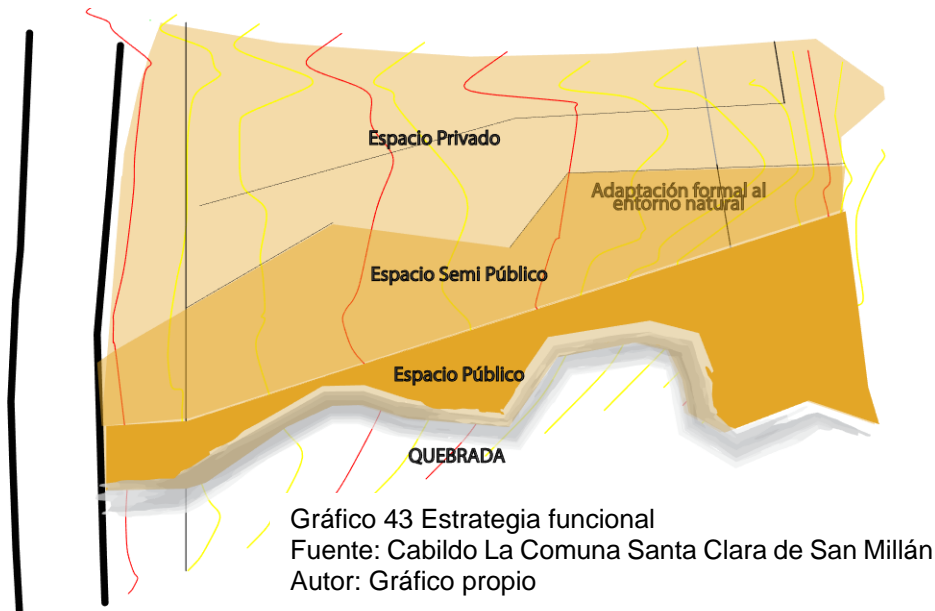 Espacio Privado
Adaptación formal al
entorno natural
Espacio Semi Público
Espacio Público
QUEBRADA
Gráfico 43 Estrategia funcional
Fuente: Cabildo La Comuna Santa Clara de San Millán
Autor: Gráfico propio